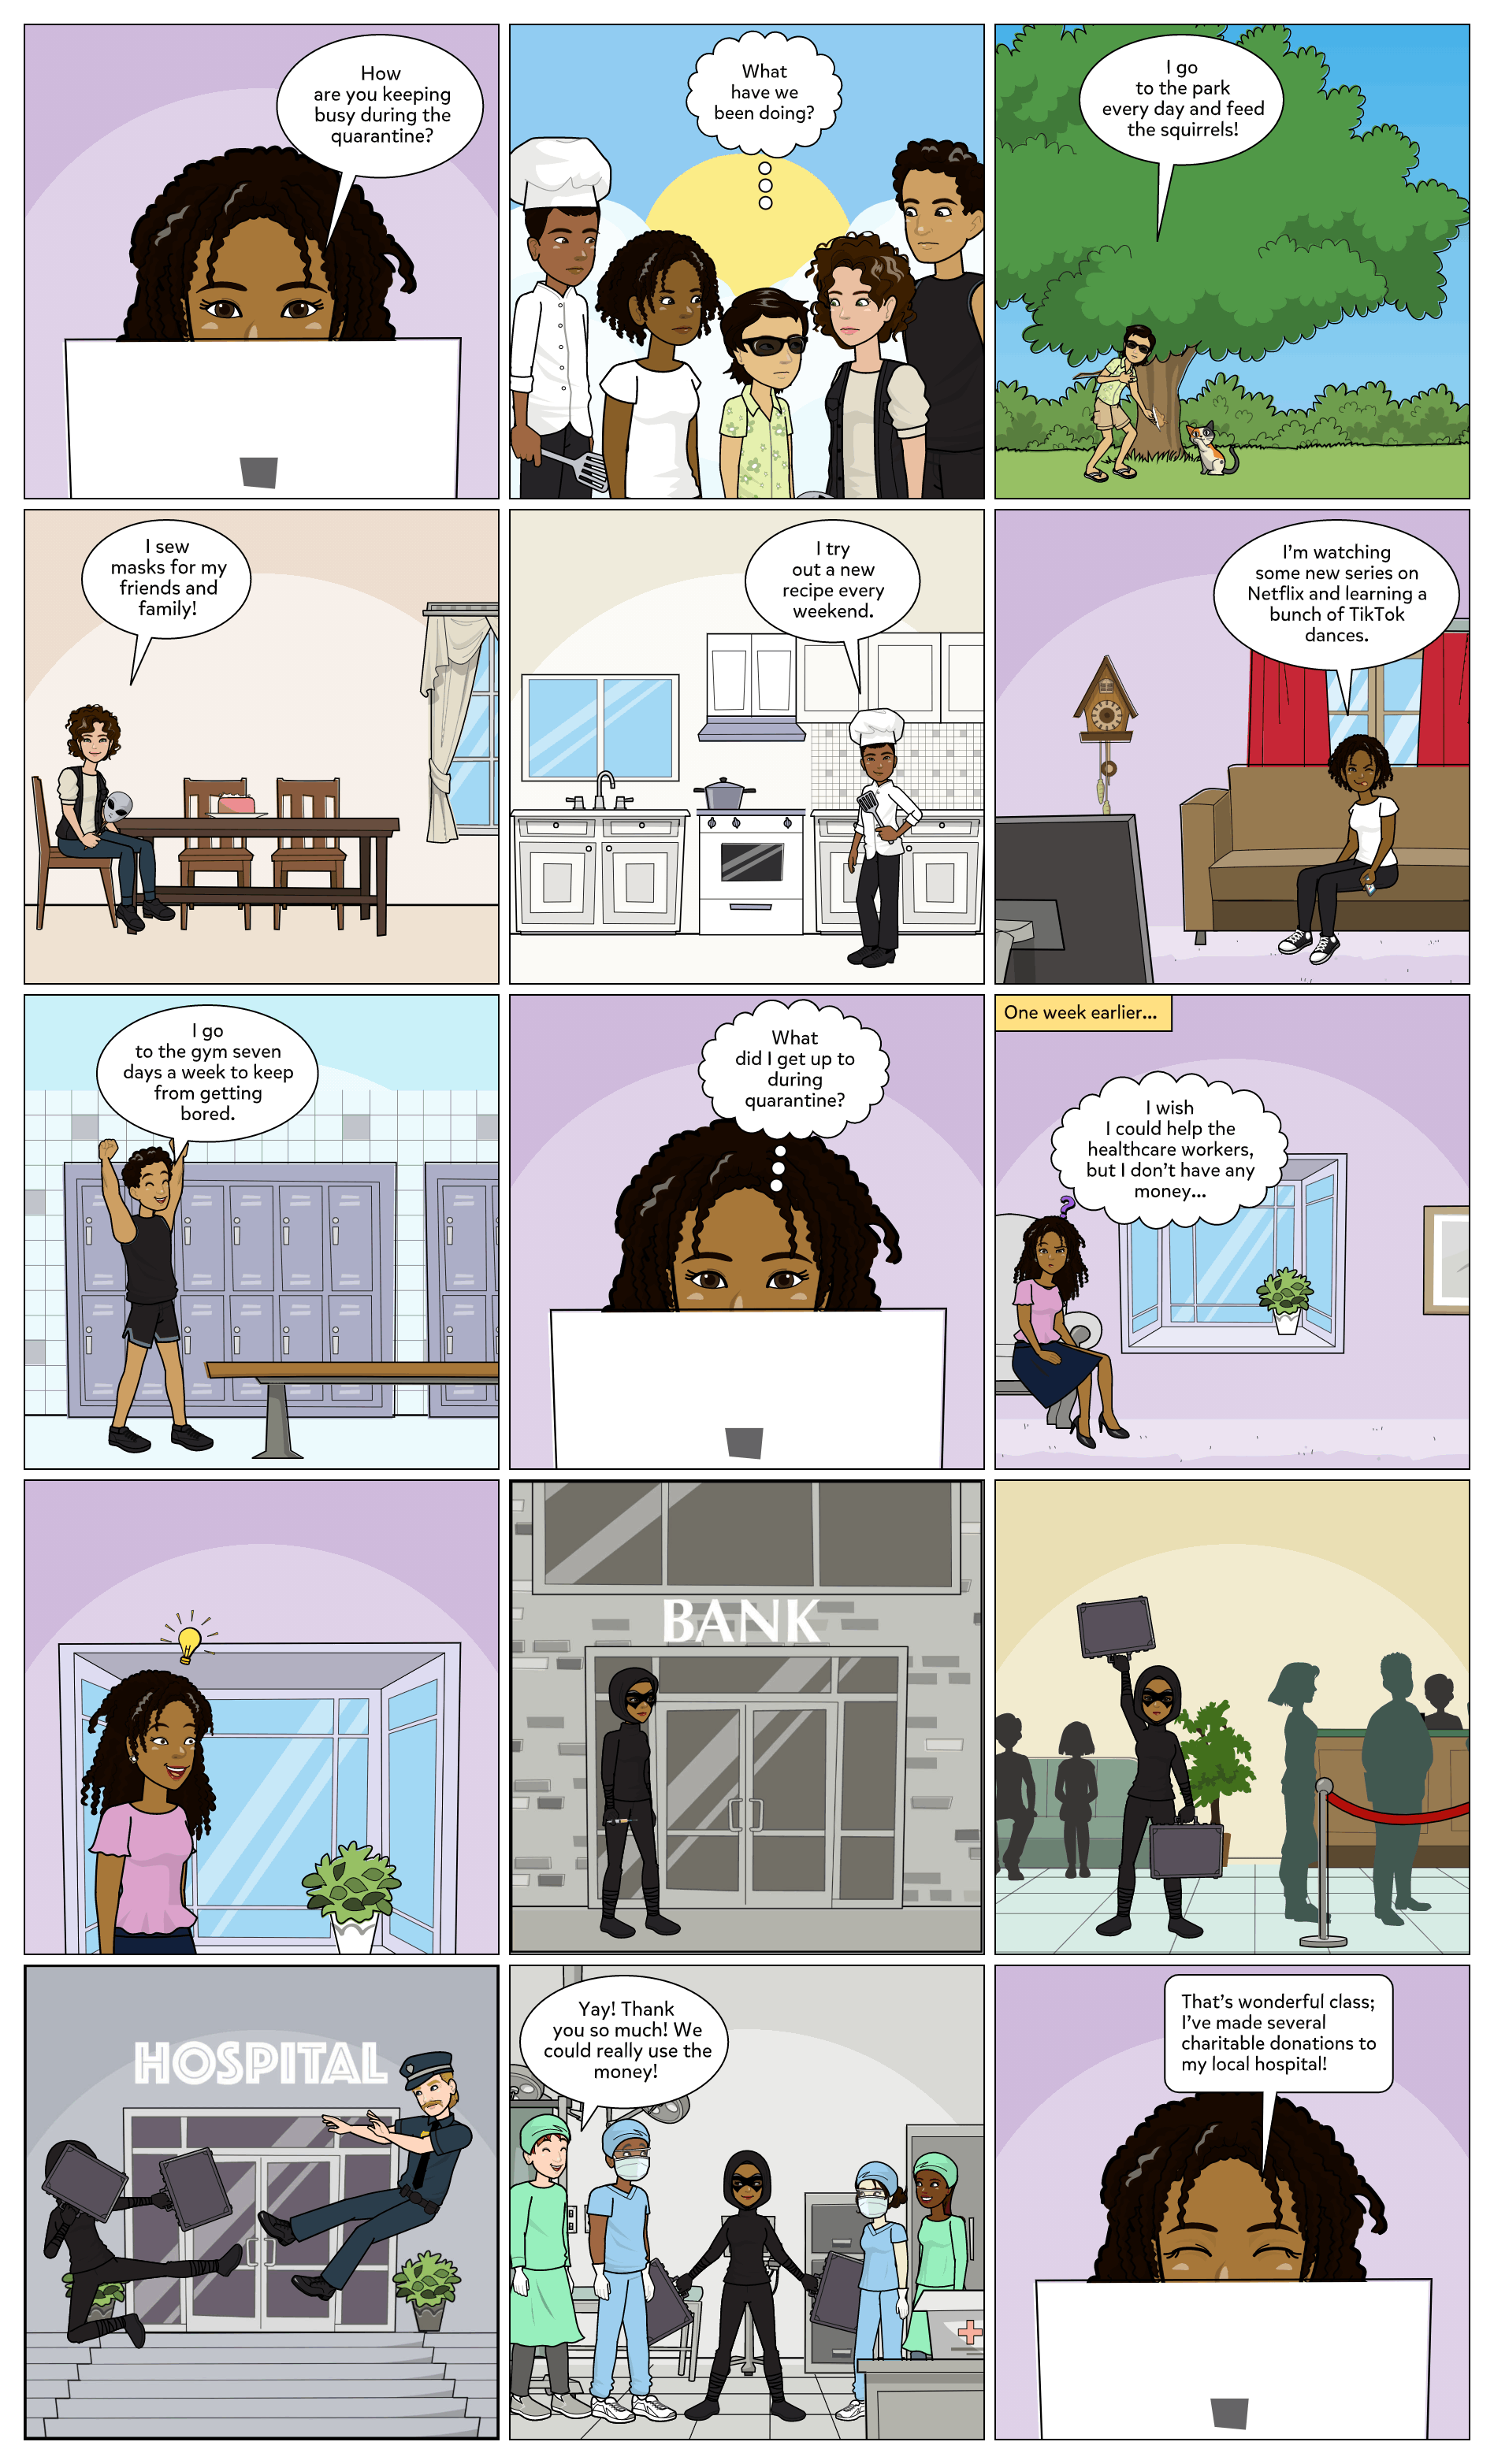 How
are you keeping
busy during the
quarantine?
What
have we
been doing?
I go
to the park
every day and feed
the squirrels!
I sew
masks for my
friends and
family!
I try
out a new
recipe every
weekend.
I'm watching
some new series on
Netflix and learning a
bunch of TikTok
dances.
I go
to the gym seven
days a week to keep
from getting
bored.
What
did I get up to
during
quarantine?
One week earlier...
I wish
I could help the
healthcare workers,
but I don't have any
money...
?
BANK
HOSPITAL
Yay! Thank
you so much! We
could really use the
money!
That's wonderful class;
I've made several
charitable donations to
my local hospital!